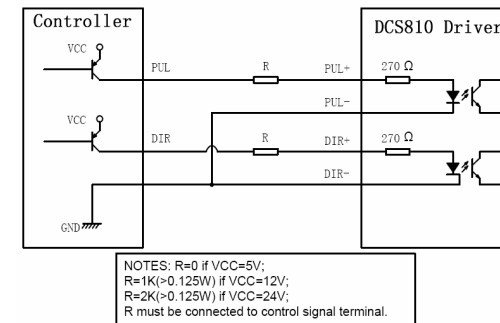 Controller
DCS810 Driver
VCC
PUL
R
PUL+
270 Ω
PUL-
VCC
DIR
R
DIR+
270 Ω
DIR-
GND
NOTES: R=0 if VCC=5V;
R=1K(>0.125W) if VCC=12V;
R=2K(>0.125W) if VCC=24V;
R must be connected to control signal terminal.